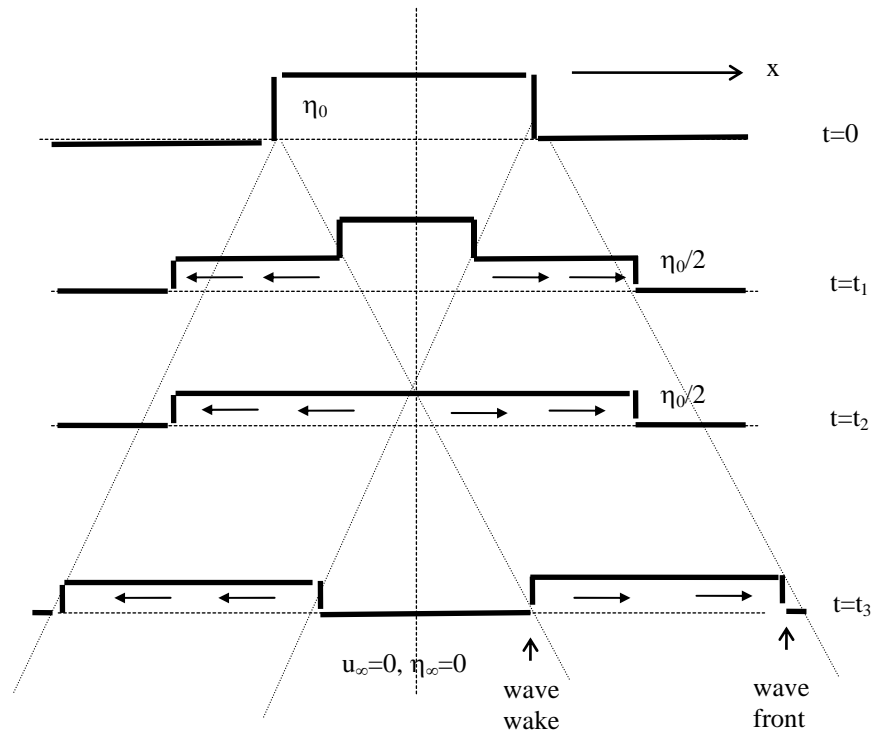 x
η₀
t=0
η₀/2
t=t₁
η₀/2
t=t₂
t=t₃
u∞=0, η∞=0
wave
wake
wave
front